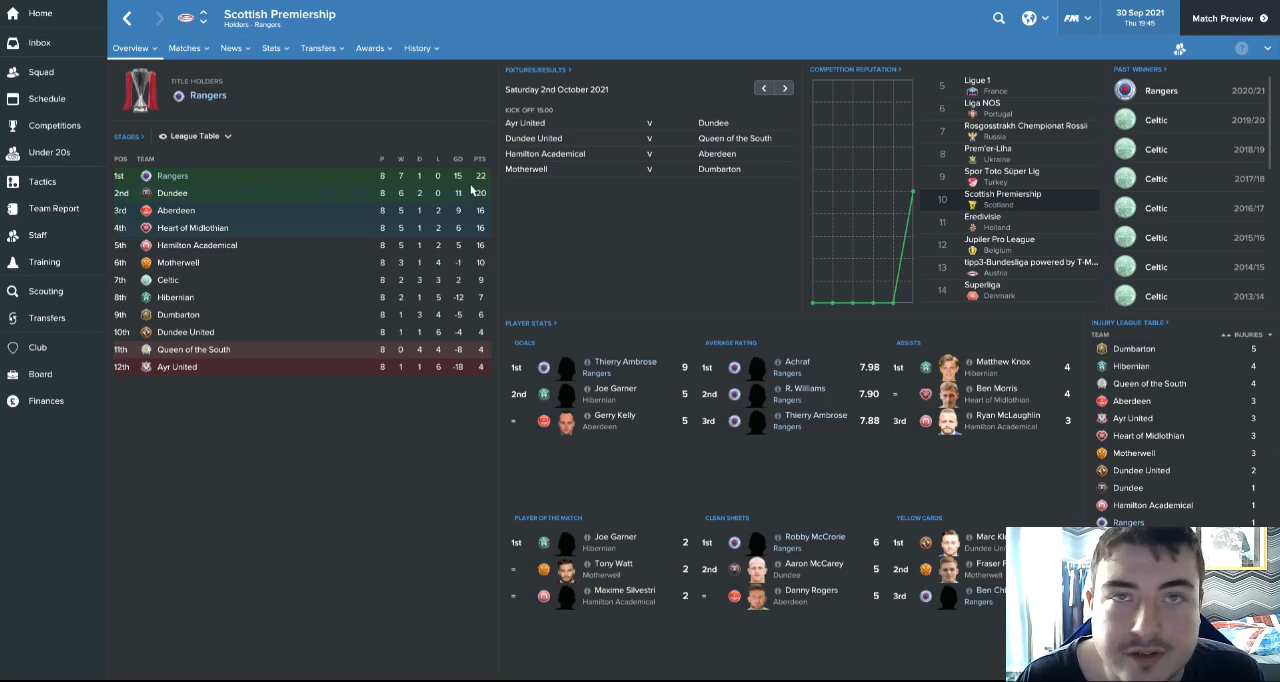 Home
Inbox
Squad
Schedule
Competitions
Under 20s
Tactics
Team Report
Staff
Training
Scouting
Transfers
Club
Board
Finances
Scottish Premiership
Holders - Rangers
FM
30 Sep 2021
Thu 19:45
Match Preview
Overview Matches News Stats Transfers Awards History
TITLE HOLDERS
Rangers
STAGES > League Table
POS TEAM P W D L GD PTS
1st Rangers 8 7 1 0 15 22
2nd Dundee 8 6 2 0 11 20
3rd Aberdeen 8 5 1 2 9 16
4th Heart of Midlothian 8 5 1 2 6 16
5th Hamilton Academical 8 5 1 2 5 16
6th Motherwell 8 3 1 4 -1 10
7th Celtic 8 2 3 3 2 9
8th Hibernian 8 2 1 5 -12 7
9th Dumbarton 8 1 3 4 -5 6
10th Dundee United 8 1 1 6 -4 4
11th Queen of the South 8 0 4 4 -8 4
12th Ayr United 8 1 1 6 -18 4
FIXTURES/RESULTS >
Saturday 2nd October 2021
KICK OFF 15:00
Ayr United v Dundee
Dundee United v Queen of the South
Hamilton Academical v Aberdeen
Motherwell v Dumbarton
COMPETITION REPUTATION >
5 Ligue 1
France
6 Liga NOS
Portugal
7 Rosgosstrakh Championat Rossii
Russia
8 Prem'er-Liha
Ukraine
9 Spor Toto Süper Lig
Turkey
10 Scottish Premiership
Scotland
11 Eredivisie
Holland
12 Jupiler Pro League
Belgium
13 tipp3-Bundesliga powered by T-M...
Austria
14 Superliga
Denmark
PAST WINNERS >
Rangers 2020/21
Celtic 2019/20
Celtic 2018/19
Celtic 2017/18
Celtic 2016/17
Celtic 2015/16
Celtic 2014/15
Celtic 2013/14
PLAYER STATS >
GOALS
1st Thierry Ambrose 9
Rangers
2nd Joe Garner 5
Hibernian
= Gerry Kelly 5
Aberdeen
AVERAGE RATING
1st Achraf 7.98
Rangers
2nd R. Williams 7.90
Rangers
3rd Thierry Ambrose 7.88
Rangers
ASSISTS
1st Matthew Knox 4
Hibernian
= Ben Morris 4
Heart of Midlothian
3rd Ryan McLaughlin 3
Hamilton Academical
PLAYER OF THE MATCH
1st Joe Garner 2
Hibernian
= Tony Watt 2
Motherwell
= Maxime Silvestri 2
Hamilton Academical
CLEAN SHEETS
1st Robby McCrorie 6
Rangers
2nd Aaron McCarey 5
Dundee
= Danny Rogers 5
Aberdeen
YELLOW CARDS
1st Marc Kl
Dundee Uni
2nd Fraser F
Motherwell
3rd Ben Chi
Rangers
INJURY LEAGUE TABLE >
TEAM INJURIES
Dumbarton 5
Hibernian 4
Queen of the South 4
Aberdeen 3
Ayr United 3
Heart of Midlothian 3
Motherwell 3
Dundee United 2
Dundee 1
Hamilton Academical 1
Rangers 1